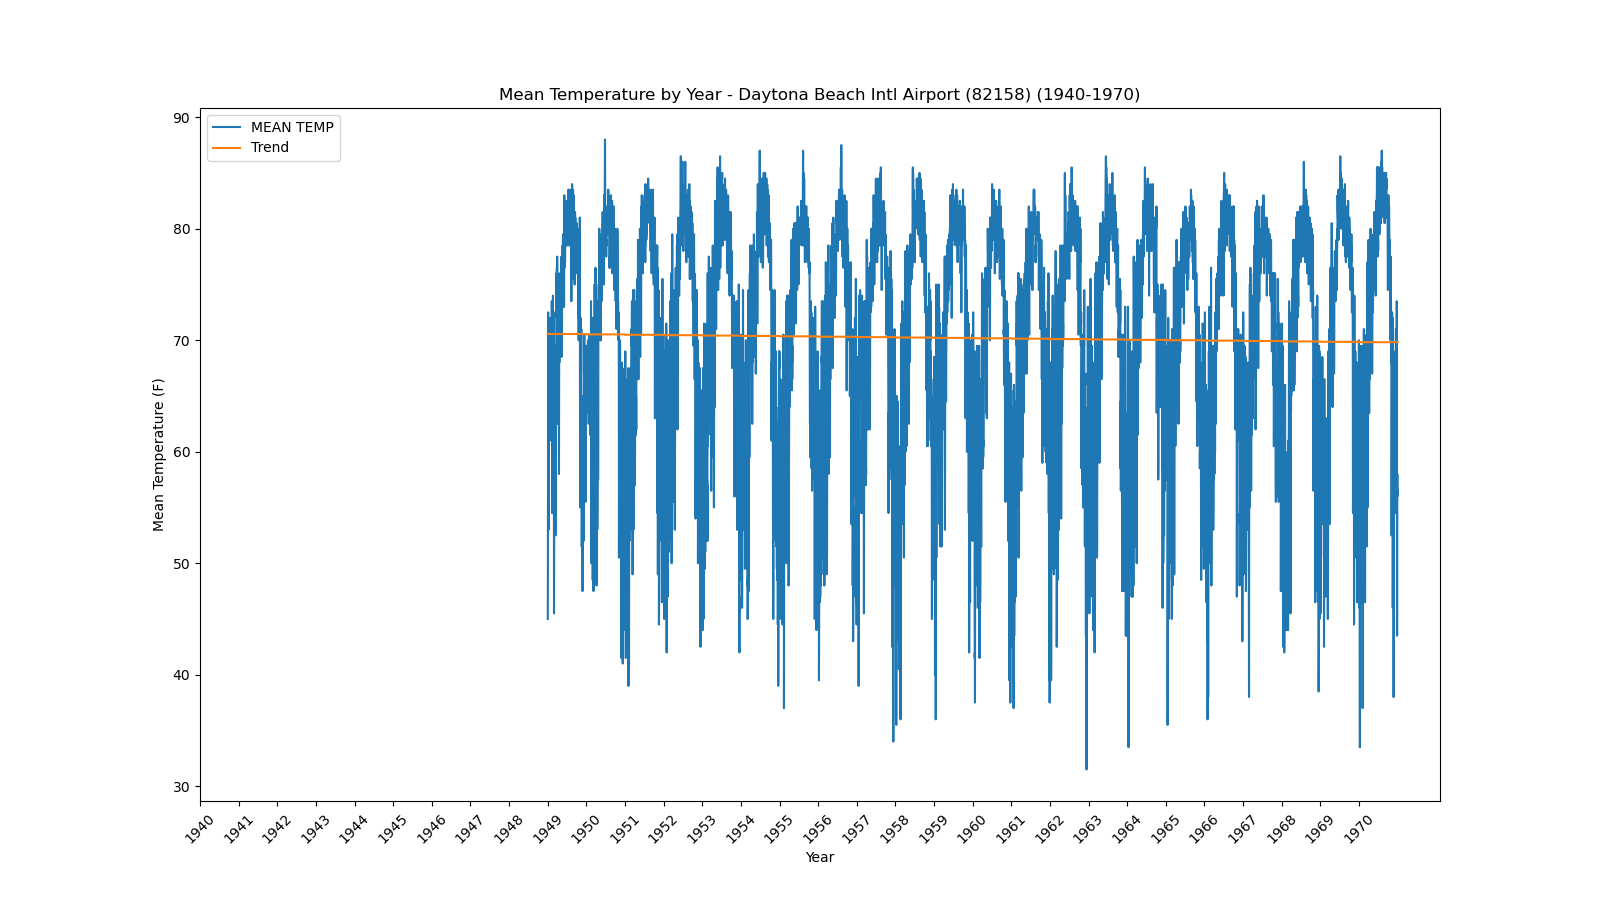 Mean Temperature by Year - Daytona Beach Intl Airport (82158) (1940-1970)
MEAN TEMP
Trend
90
80
70
60
50
40
30
Mean Temperature (F)
1940 1941 1942 1943 1944 1945 1946 1947 1948 1949 1950 1951 1952 1953 1954 1955 1956 1957 1958 1959 1960 1961 1962 1963 1964 1965 1966 1967 1968 1969 1970
Year